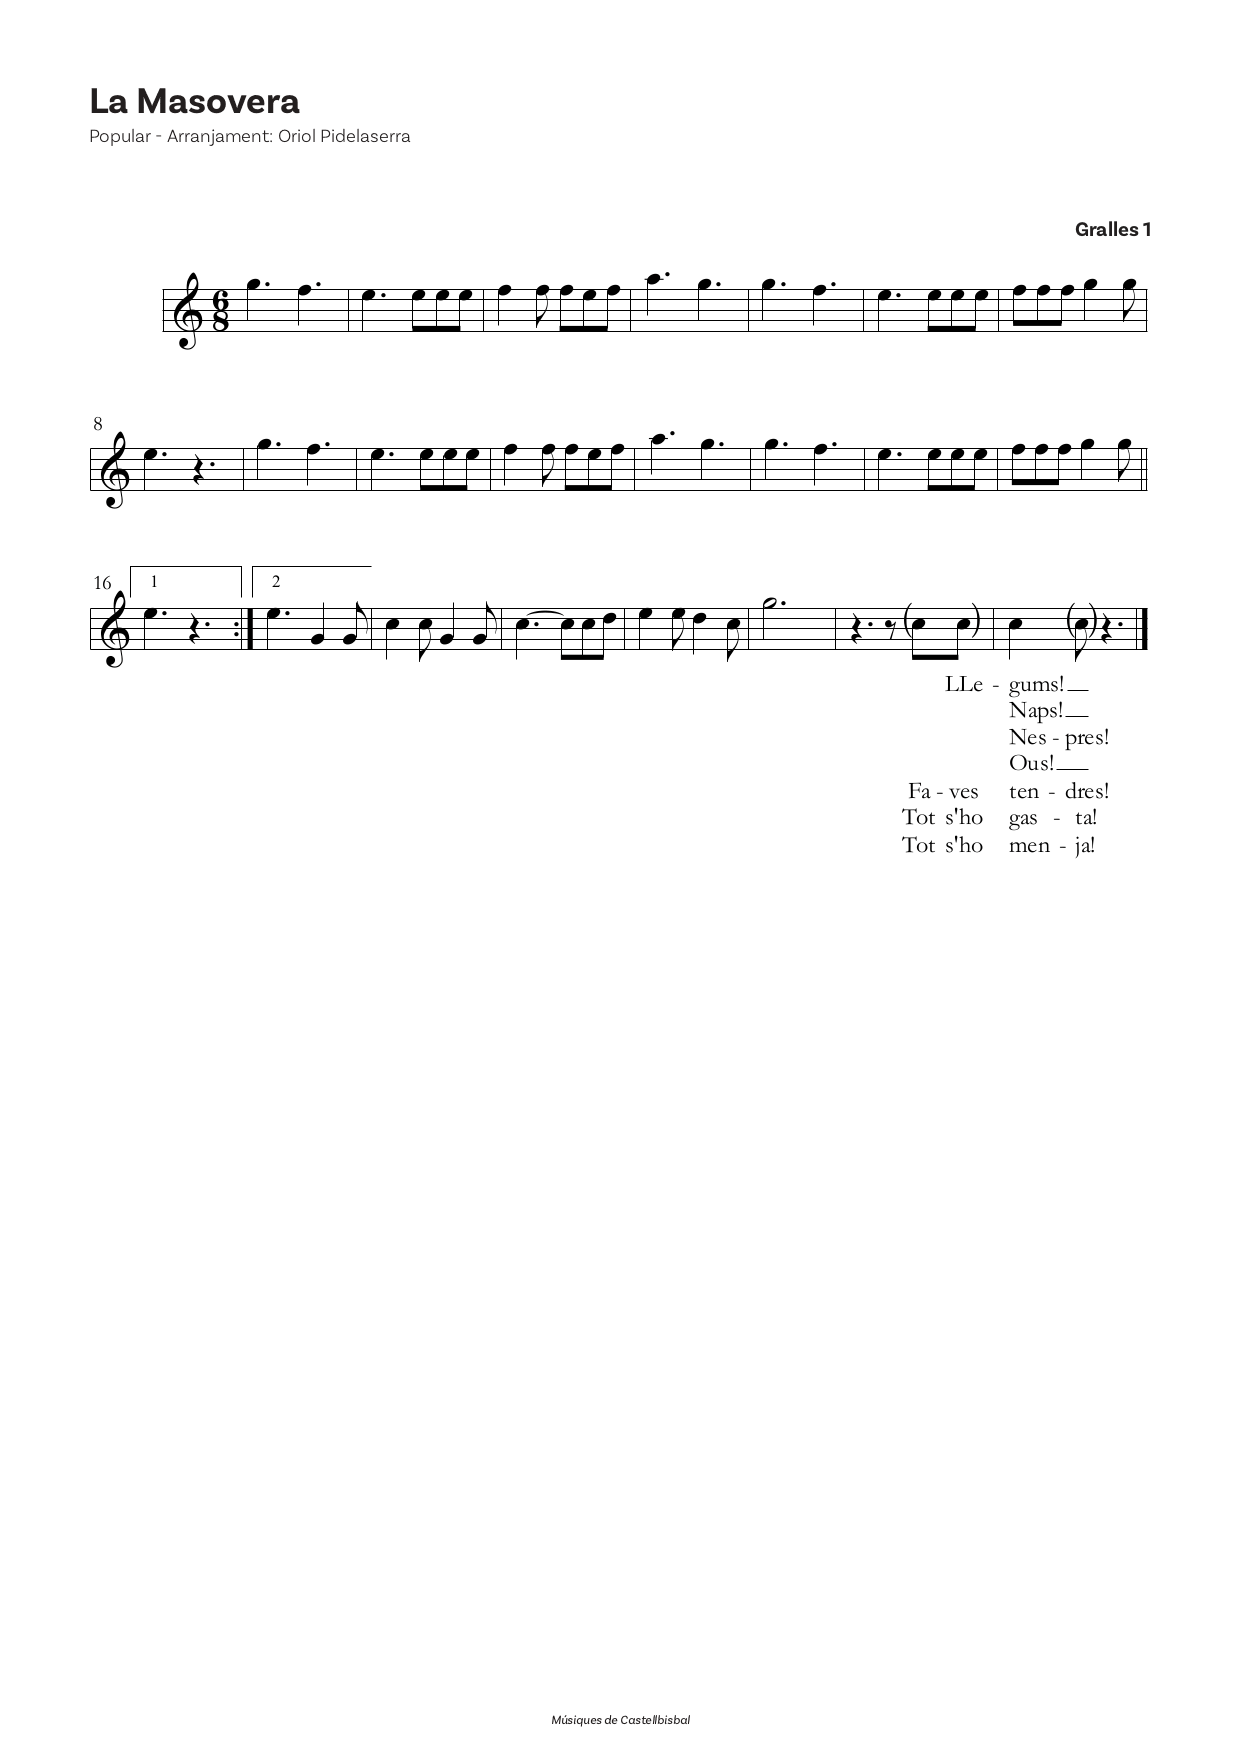 La Masovera
Popular - Arranjament: Oriol Pidelaserra
Gralles 1
6
8
8
16
1
2
LLe - gums!
Naps!
Nes - pres!
Ous!
Fa - ves ten - dres!
Tot s'ho gas - ta!
Tot s'ho men - ja!
Músiques de Castellbisbal